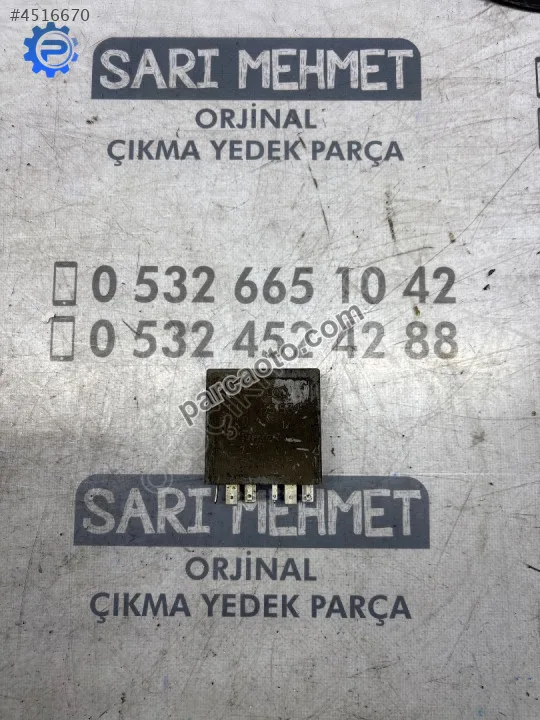 #4516670
SARI MEHMET
ORJİNAL
ÇIKMA YEDEK PARÇA
0 532 665 10 42
0 532 452 42 88
parcaoto.com
SARI MEHMET
ORJİNAL
ÇIKMA YEDEK PARÇA